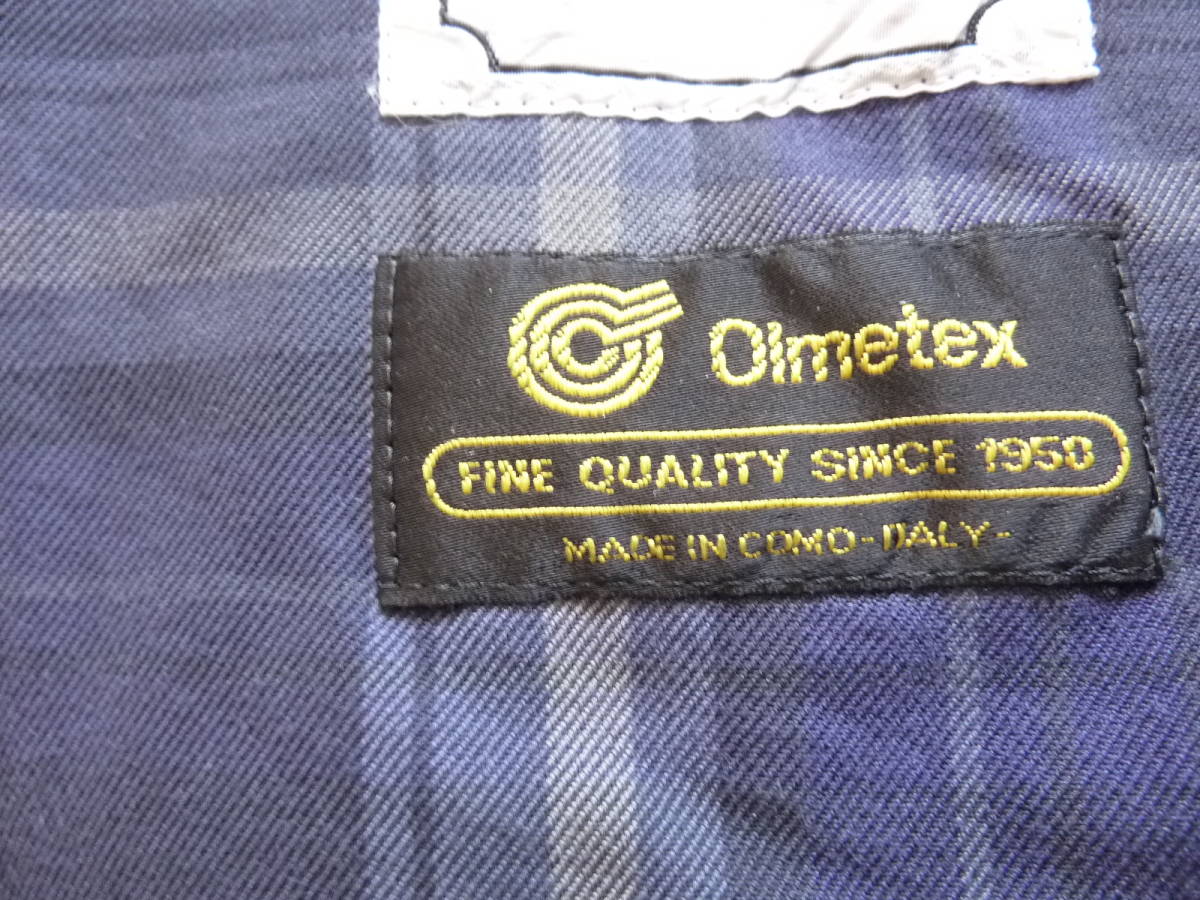 Olmetex
FINE QUALITY SINCE 1950
MADE IN COMO-ITALY-